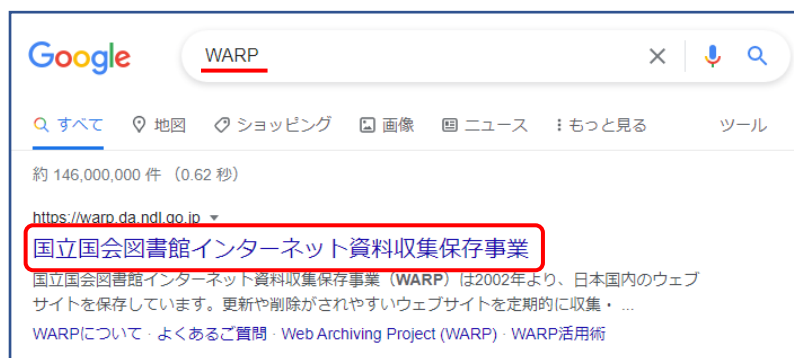 Google
WARP
すべて 地図 ショッピング 画像 ニュース もっと見る ツール
約 146,000,000 件 （0.62 秒）
https://warp.da.ndl.go.jp
国立国会図書館インターネット資料収集保存事業
国立国会図書館インターネット資料収集保存事業（WARP）は2002年より、日本国内のウェブ
サイトを保存しています。更新や削除がされやすいウェブサイトを定期的に収集・ ...
WARPについて · よくあるご質問 · Web Archiving Project (WARP) · WARP活用術